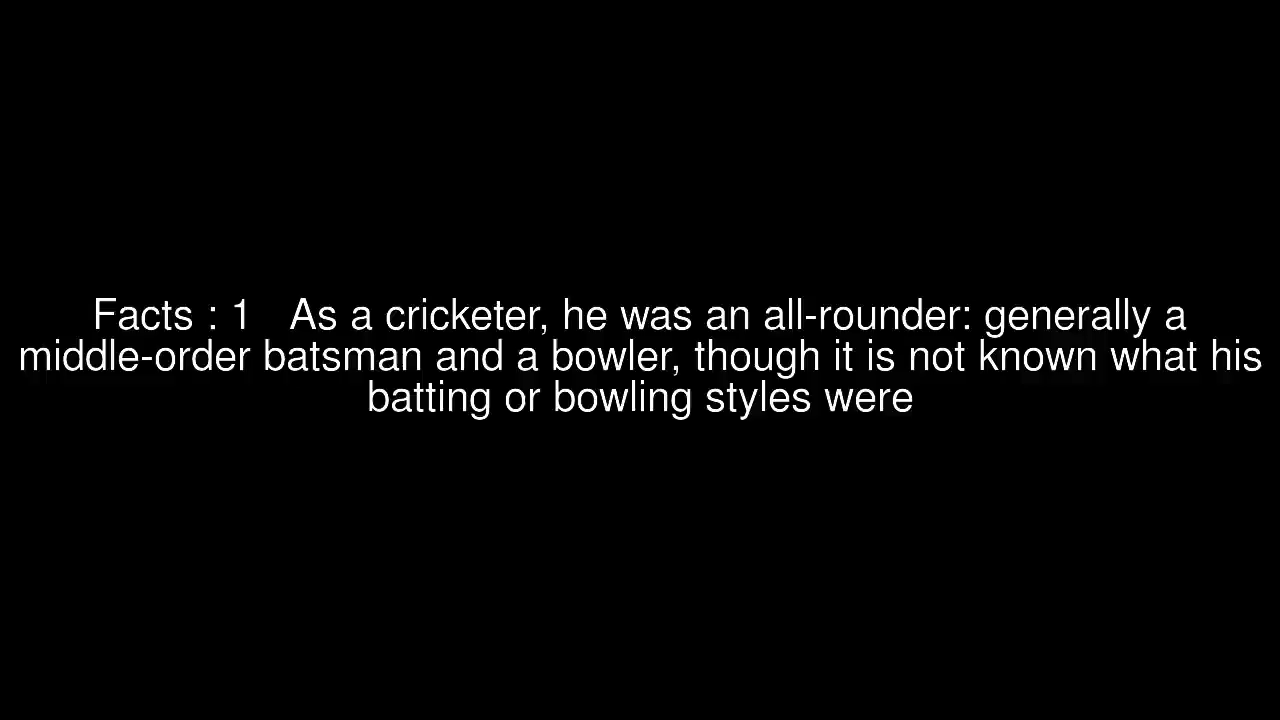 Facts : 1   As a cricketer, he was an all-rounder: generally a
middle-order batsman and a bowler, though it is not known what his
batting or bowling styles were